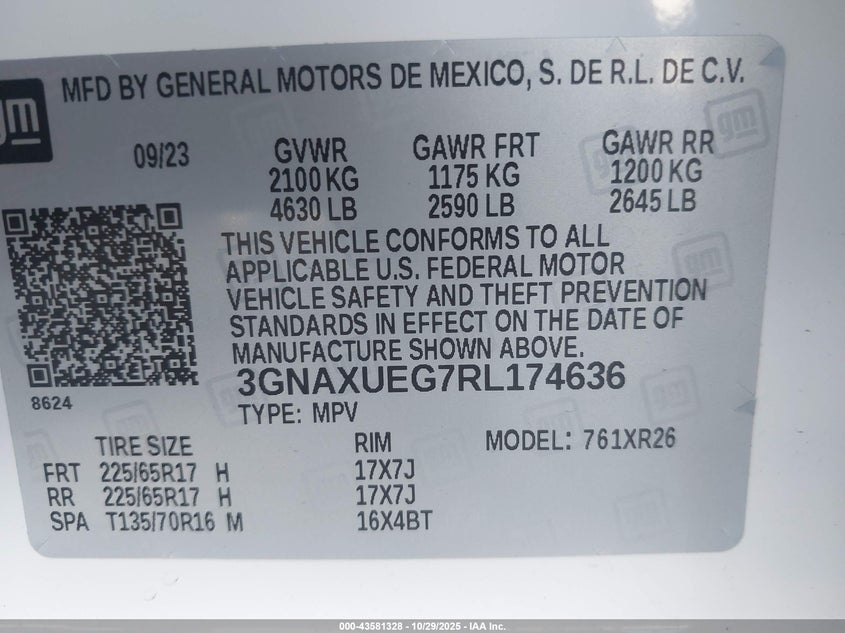 MFD BY GENERAL MOTORS DE MEXICO, S. DE R.L. DE C.V.
gm
09/23 GVWR GAWR FRT GAWR RR
2100 KG 1175 KG 1200 KG
4630 LB 2590 LB 2645 LB
THIS VEHICLE CONFORMS TO ALL
APPLICABLE U.S. FEDERAL MOTOR
VEHICLE SAFETY AND THEFT PREVENTION
STANDARDS IN EFFECT ON THE DATE OF
MANUFACTURE SHOWN ABOVE.
3GNAXUEG7RL174636
8624
TYPE: MPV
TIRE SIZE RIM MODEL: 761XR26
FRT 225/65R17 H 17X7J
RR 225/65R17 H 17X7J
SPA T135/70R16 M 16X4BT
000-43581328 - 10/29/2025 - IAA Inc.